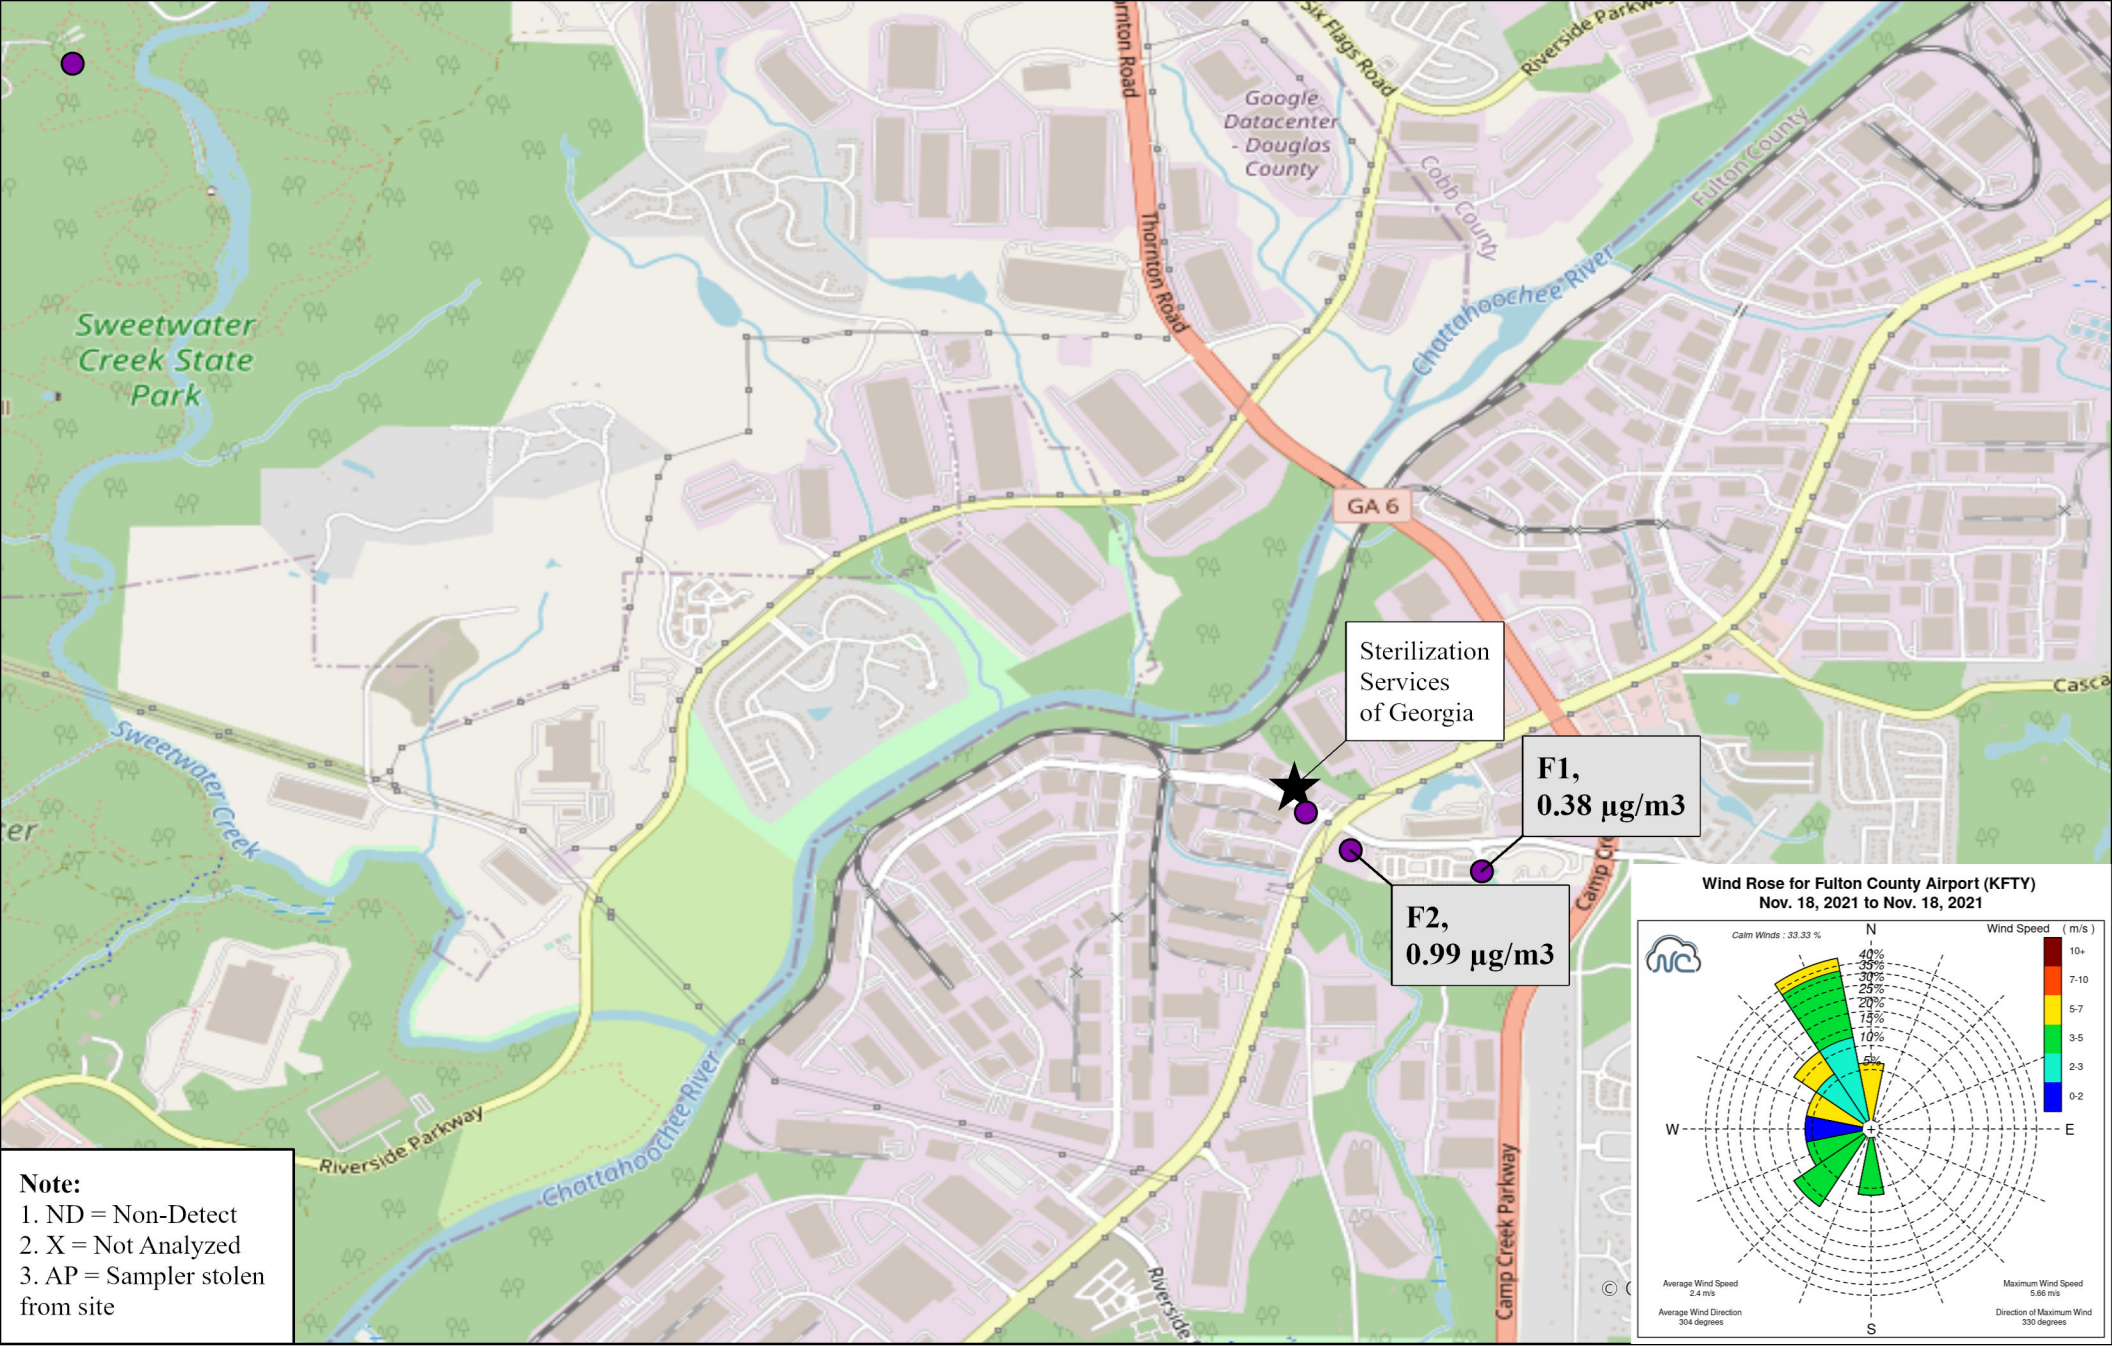 Thornton Road
Six Flags Road
Riverside Parkway
Google
Datacenter
- Douglas
County
Cobb County
Fulton County
Thornton Road
Chattahoochee River
Sweetwater
Creek State
Park
GA 6
Sterilization
Services
of Georgia
Casca
Sweetwater Creek
F1,
0.38 µg/m3
ter
Camp Cre
F2,
0.99 µg/m3
Chattahoochee River
Riverside Parkway
Camp Creek Parkway
Riverside
©
Note:
1. ND = Non-Detect
2. X = Not Analyzed
3. AP = Sampler stolen
from site
Wind Rose for Fulton County Airport (KFTY)
Nov. 18, 2021 to Nov. 18, 2021
Calm Winds : 33.33 %
N
Wind Speed ( m/s )
NC
40%
35%
30%
25%
20%
15%
10%
5%
10+
7-10
5-7
3-5
2-3
0-2
W
E
S
Average Wind Speed
2.4 m/s
Average Wind Direction
304 degrees
Maximum Wind Speed
5.66 m/s
Direction of Maximum Wind
330 degrees